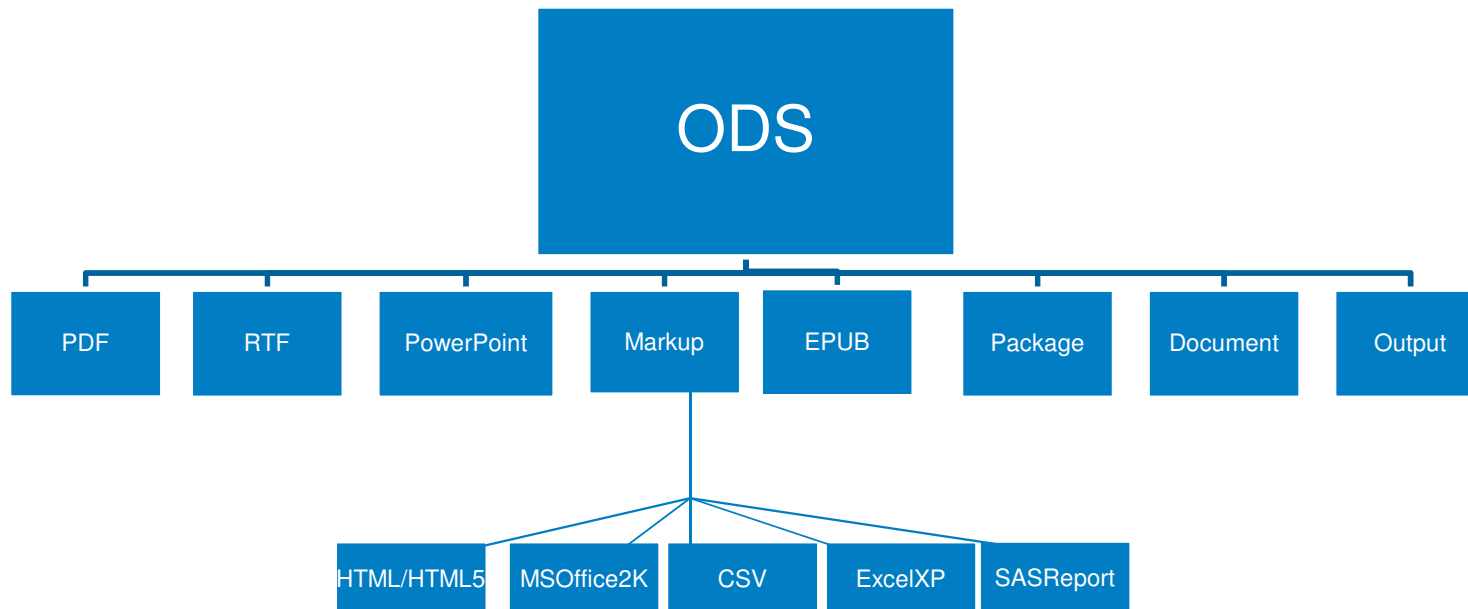 ODS
PDF
RTF
PowerPoint
Markup
EPUB
Package
Document
Output
HTML/HTML5
MSOffice2K
CSV
ExcelXP
SASReport